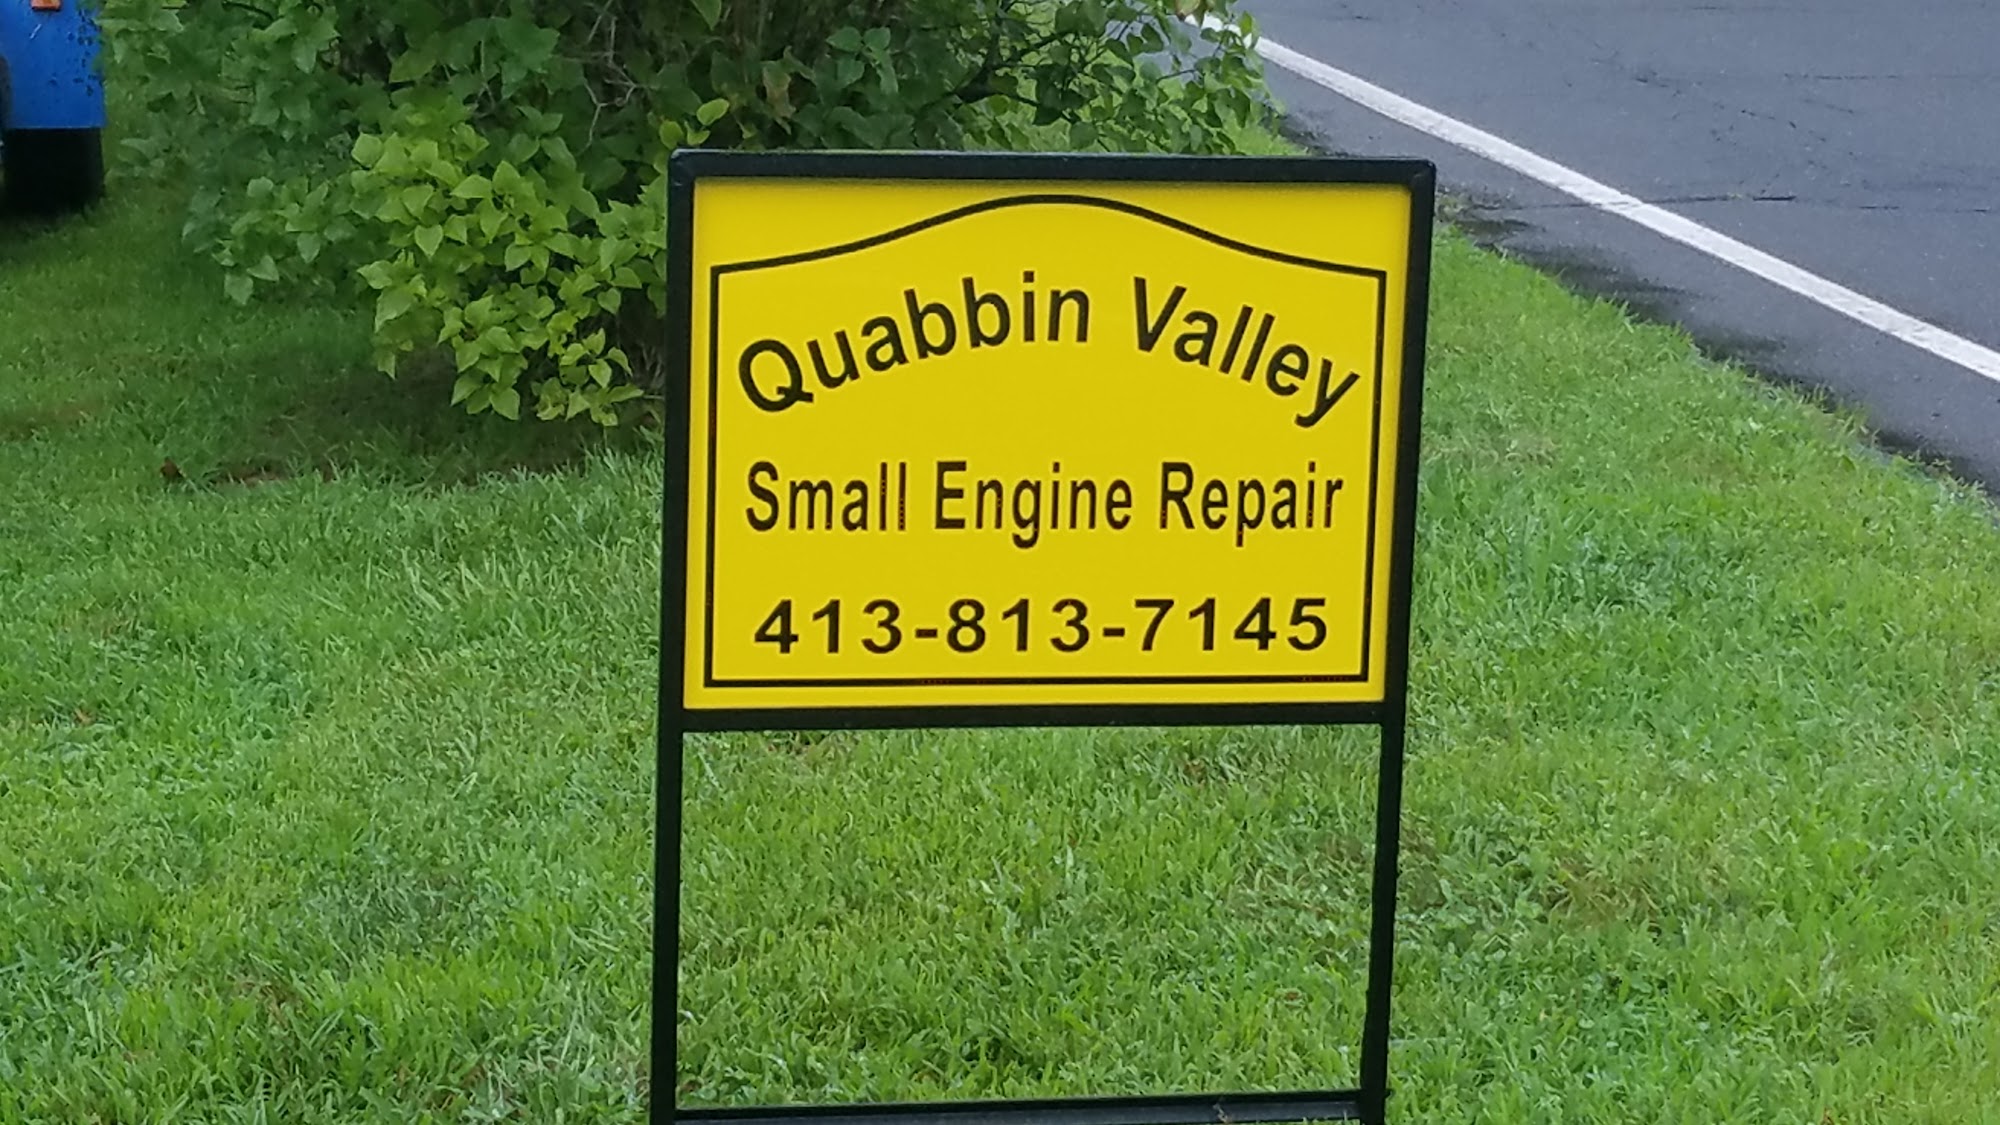 Quabbin Valley
Small Engine Repair
413-813-7145